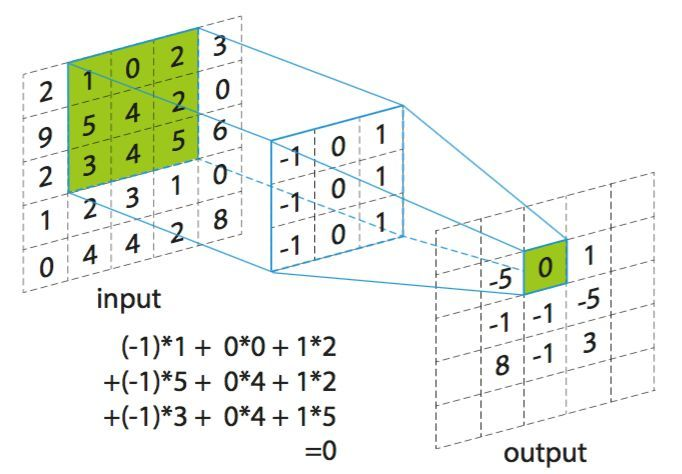 2 1 0 2 3
9 5 4 2 0
2 3 4 5 6
1 2 3 1 0
0 4 4 2 8
input
-1 0 1
-1 0 1
-1 0 1
-5 0 1
-1 -1 -5
8 -1 3
output
(-1)*1 + 0*0 + 1*2
+(-1)*5 + 0*4 + 1*2
+(-1)*3 + 0*4 + 1*5
=0